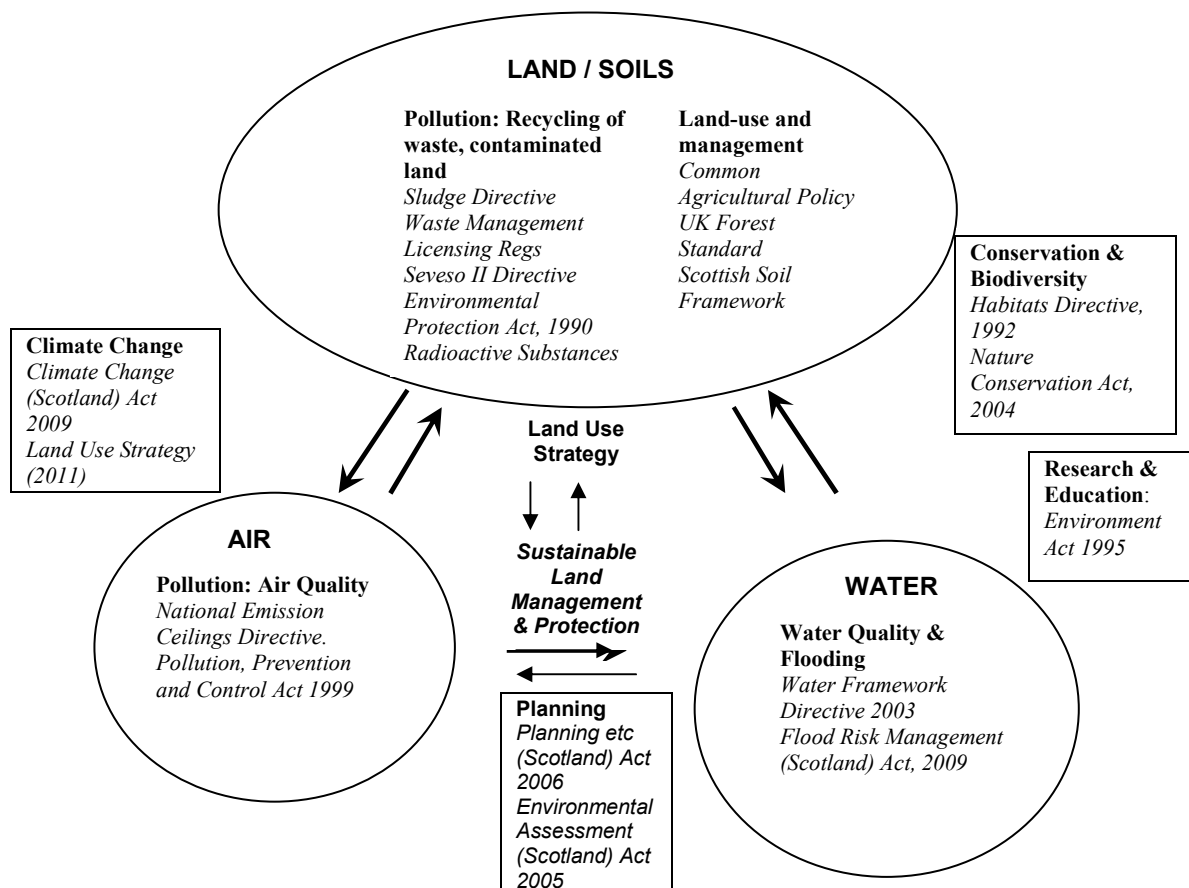 LAND / SOILS
Pollution: Recycling of
waste, contaminated
land
Sludge Directive
Waste Management
Licensing Regs
Seveso II Directive
Environmental
Protection Act, 1990
Radioactive Substances
Land-use and
management
Common
Agricultural Policy
UK Forest
Standard
Scottish Soil
Framework
Conservation &
Biodiversity
Habitats Directive,
1992
Nature
Conservation Act,
2004
Climate Change
Climate Change
(Scotland) Act
2009
Land Use Strategy
(2011)
Land Use
Strategy
Research &
Education:
Environment
Act 1995
AIR
Pollution: Air Quality
National Emission
Ceilings Directive.
Pollution, Prevention
and Control Act 1999
Sustainable
Land
Management
& Protection
WATER
Water Quality &
Flooding
Water Framework
Directive 2003
Flood Risk Management
(Scotland) Act, 2009
Planning
Planning etc
(Scotland) Act
2006
Environmental
Assessment
(Scotland) Act
2005